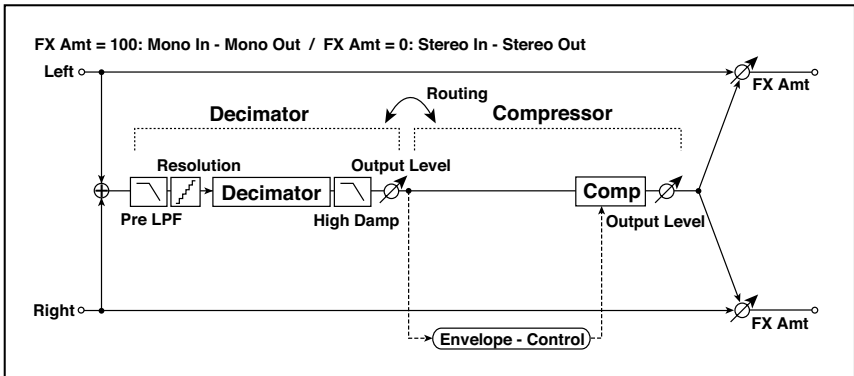 FX Amt = 100: Mono In - Mono Out / FX Amt = 0: Stereo In - Stereo Out
Left
FX Amt
Routing
Decimator
Compressor
Resolution
Output Level
Decimator
Comp
Pre LPF
High Damp
Output Level
Right
FX Amt
Envelope - Control